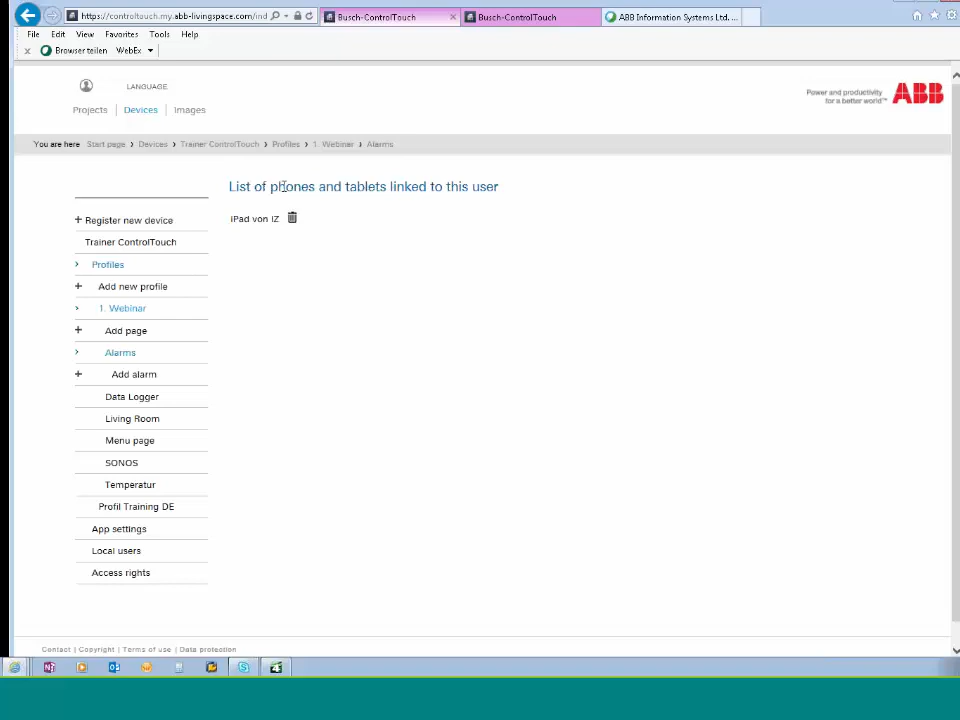 https://controltouch.my.abb-livingspace.com/ind
Busch-ControlTouch
Busch-ControlTouch
ABB Information Systems Ltd. ...
File Edit View Favorites Tools Help
x Browser teilen WebEx
LANGUAGE
Projects Devices Images
Power and productivity
for a better world™
ABB
You are here Start page > Devices > Trainer ControlTouch > Profiles > 1. Webinar > Alarms
List of phones and tablets linked to this user
iPad von IZ
+ Register new device
Trainer ControlTouch
> Profiles
+ Add new profile
> 1. Webinar
+ Add page
> Alarms
+ Add alarm
Data Logger
Living Room
Menu page
SONOS
Temperatur
Profil Training DE
App settings
Local users
Access rights
Contact | Copyright | Terms of use | Data protection